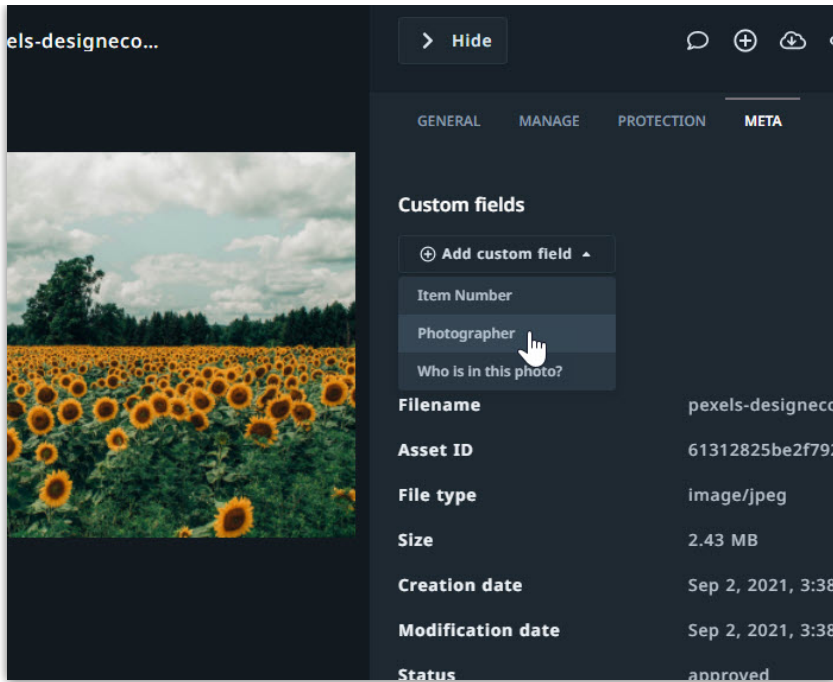 els-designeco...
Hide
GENERAL MANAGE PROTECTION META
Custom fields
Add custom field
Item Number
Photographer
Who is in this photo?
Filename pexels-designeco
Asset ID 61312825be2f792
File type image/jpeg
Size 2.43 MB
Creation date Sep 2, 2021, 3:38
Modification date Sep 2, 2021, 3:38
Status approved